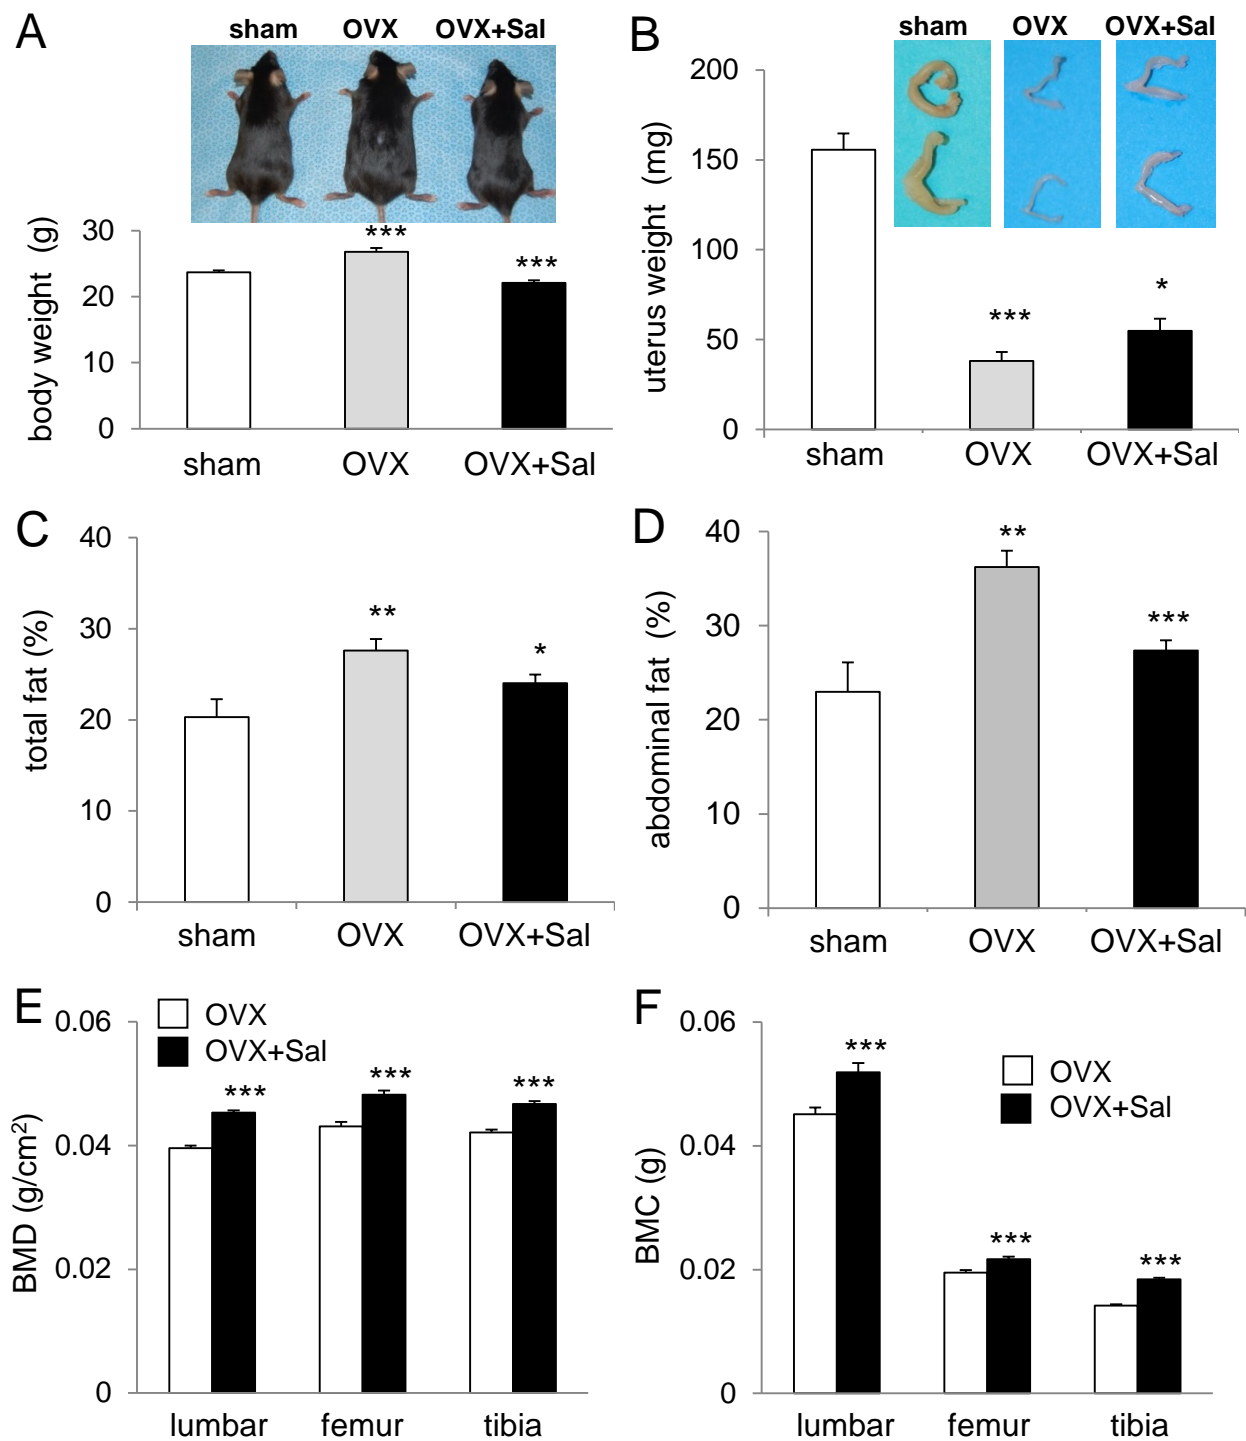 A
sham OVX OVX+Sal
body weight (g)
30
20
10
0
***
***
sham OVX OVX+Sal
B
sham OVX OVX+Sal
uterus weight (mg)
200
150
100
50
0
***
*
sham OVX OVX+Sal
C
total fat (%)
40
30
20
10
0
**
*
sham OVX OVX+Sal
D
abdominal fat (%)
40
30
20
10
0
**
***
sham OVX OVX+Sal
E
OVX
OVX+Sal
BMD (g/cm²)
0.06
0.04
0.02
0
*** *** ***
lumbar femur tibia
F
OVX
OVX+Sal
BMC (g)
0.06
0.04
0.02
0
***
***
***
lumbar femur tibia